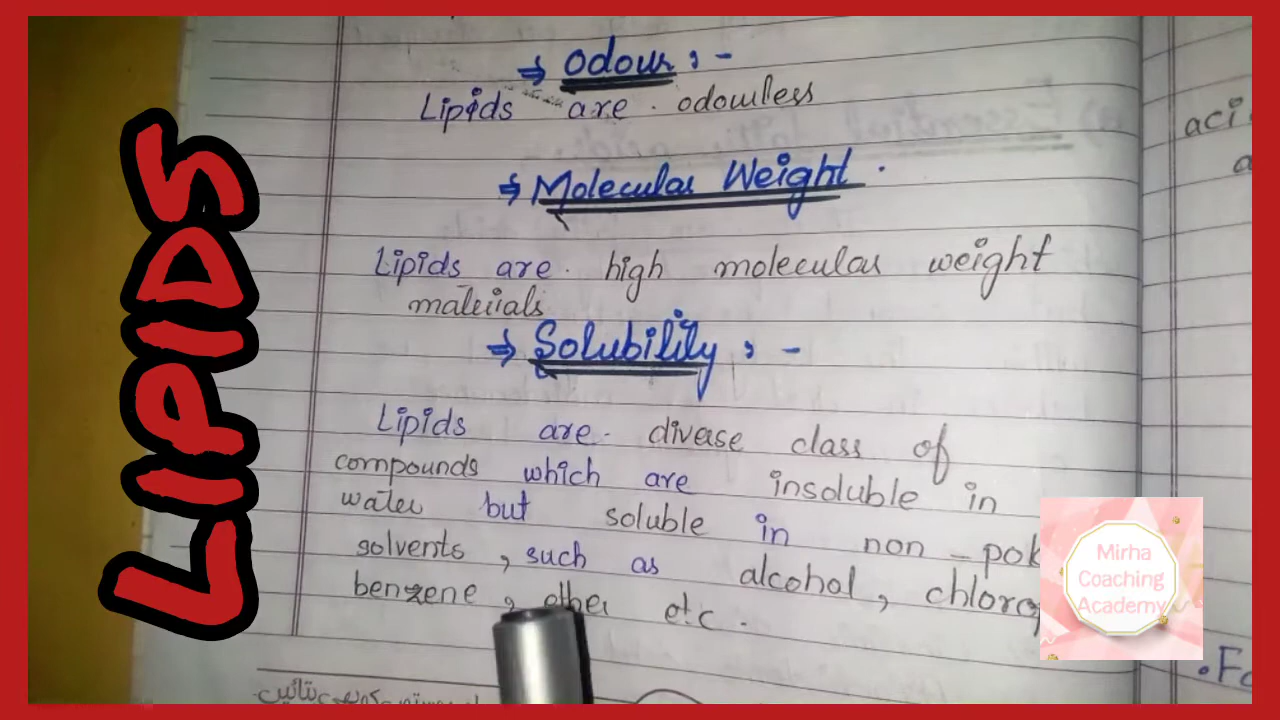 LIPIDS
⇒ Odour :-
Lipids are odourless
⇒ Molecular Weight .
Lipids are high molecular weight
materials
⇒ Solubility :-
Lipids are diverse class of
compounds which are insoluble in
water but soluble in non - pol
solvents , such as alcohol , chloro
benzene , ether etc .
aci
a
.Fo
Mirha
Coaching
Academy